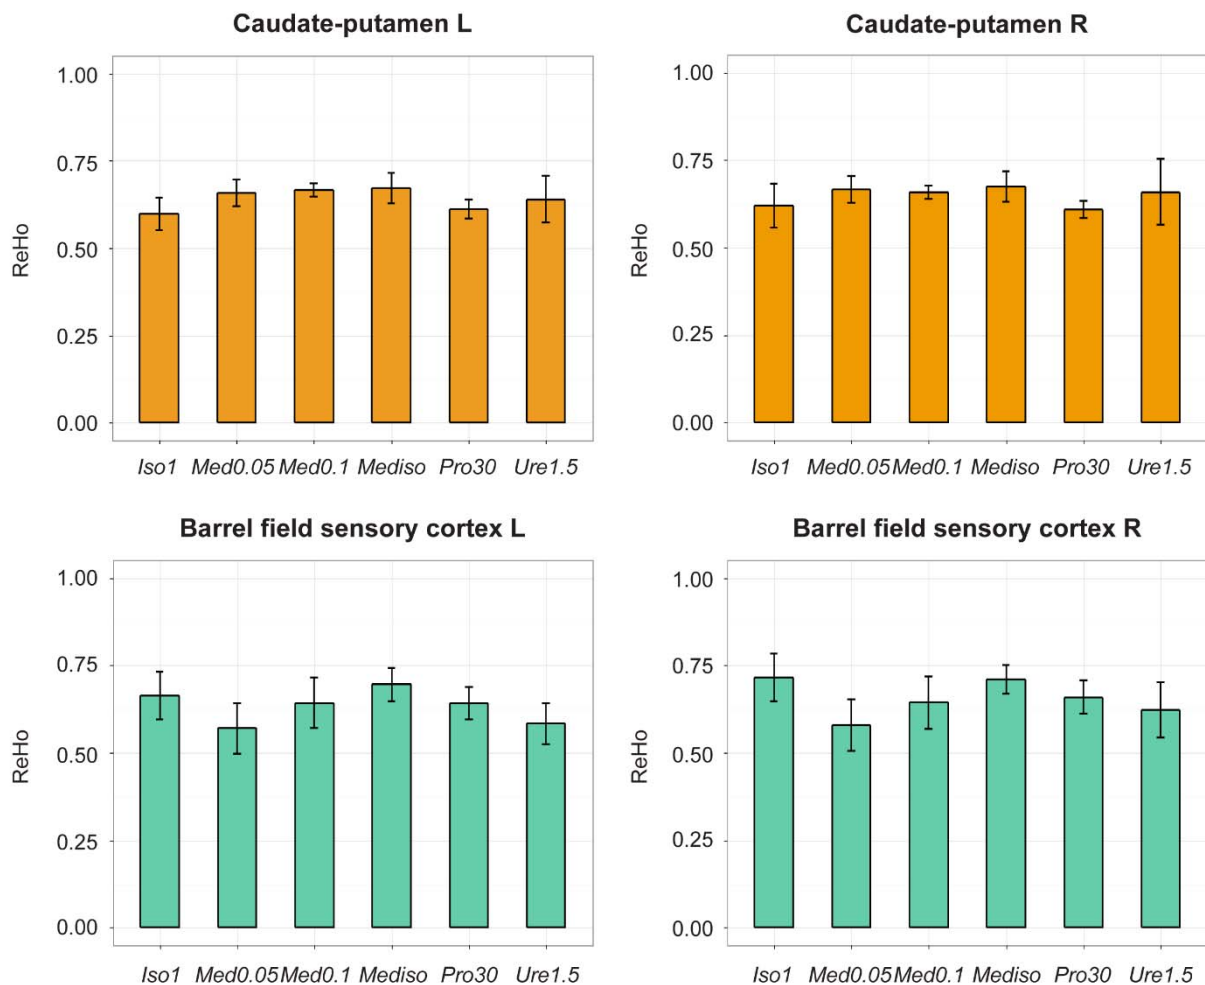 Caudate-putamen L
1.00
0.75
0.50
0.25
0.00
ReHo
Iso1 Med0.05 Med0.1 Mediso Pro30 Ure1.5
Caudate-putamen R
1.00
0.75
0.50
0.25
0.00
ReHo
Iso1 Med0.05 Med0.1 Mediso Pro30 Ure1.5
Barrel field sensory cortex L
1.00
0.75
0.50
0.25
0.00
ReHo
Iso1 Med0.05 Med0.1 Mediso Pro30 Ure1.5
Barrel field sensory cortex R
1.00
0.75
0.50
0.25
0.00
ReHo
Iso1 Med0.05 Med0.1 Mediso Pro30 Ure1.5